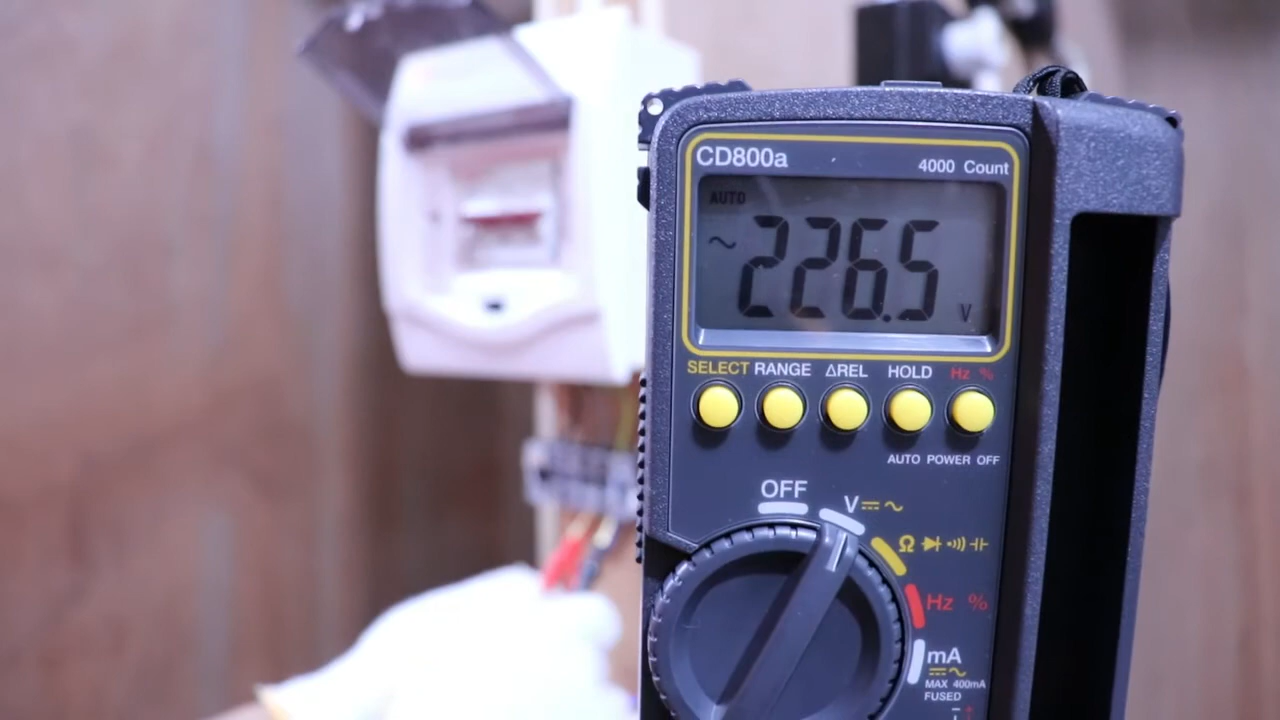 CD800a
4000 Count
AUTO
~226.5 V
SELECT RANGE ΔREL HOLD Hz %
AUTO POWER OFF
OFF
V ⎓ ~
Ω
Hz %
mA
⎓ ~
MAX 400mA
FUSED